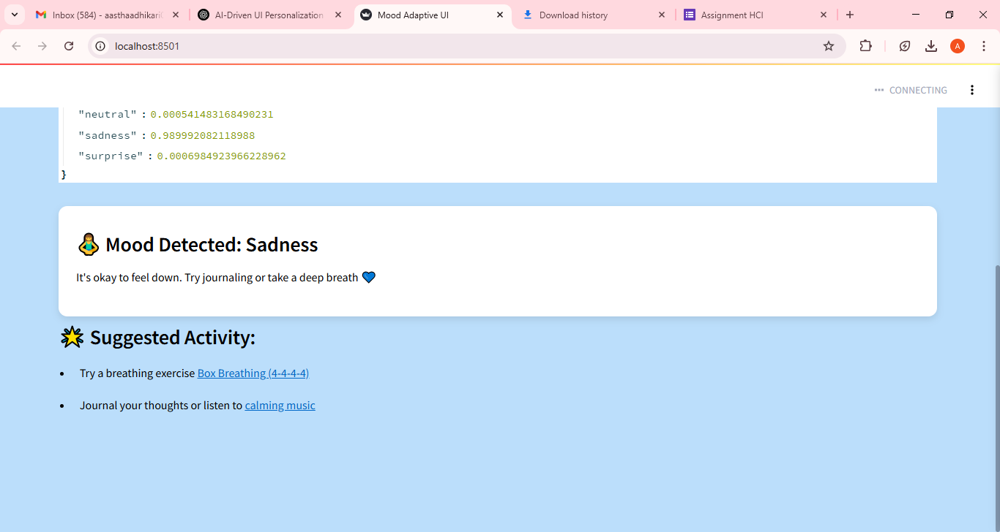 Inbox (584) - aasthaadhikari
AI-Driven UI Personalization
Mood Adaptive UI
Download history
Assignment HCI
localhost:8501
A
CONNECTING
"neutral" : 0.000541483168490231
"sadness" : 0.989992082118988
"surprise" : 0.0006984923966228962
}
Mood Detected: Sadness
It's okay to feel down. Try journaling or take a deep breath
Suggested Activity:
• Try a breathing exercise Box Breathing (4-4-4-4)
• Journal your thoughts or listen to calming music